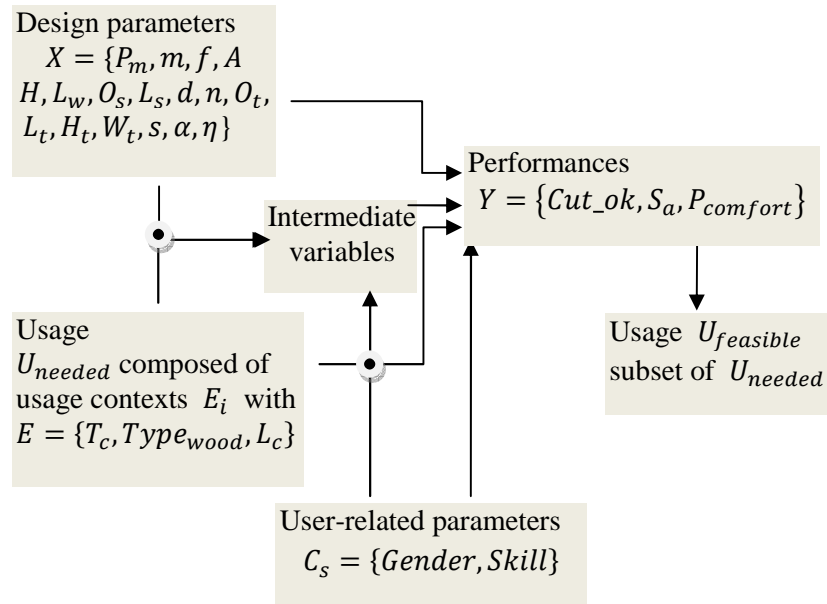 Design parameters
X = {P_m, m, f, A
H, L_w, O_s, L_s, d, n, O_t,
L_t, H_t, W_t, s, α, η}
Performances
Y = {Cut_ok, S_a, P_comfort}
Intermediate
variables
Usage
U_needed composed of
usage contexts E_i with
E = {T_c, Type_wood, L_c}
Usage U_feasible
subset of U_needed
User-related parameters
C_s = {Gender, Skill}